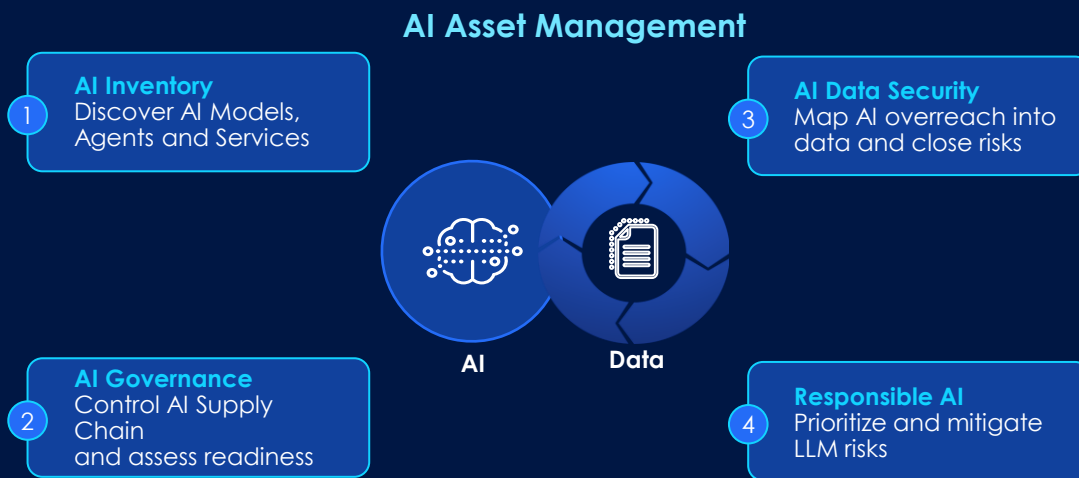 AI Asset Management
1
AI Inventory
Discover AI Models,
Agents and Services
2
AI Governance
Control AI Supply
Chain
and assess readiness
AI
Data
3
AI Data Security
Map AI overreach into
data and close risks
4
Responsible AI
Prioritize and mitigate
LLM risks